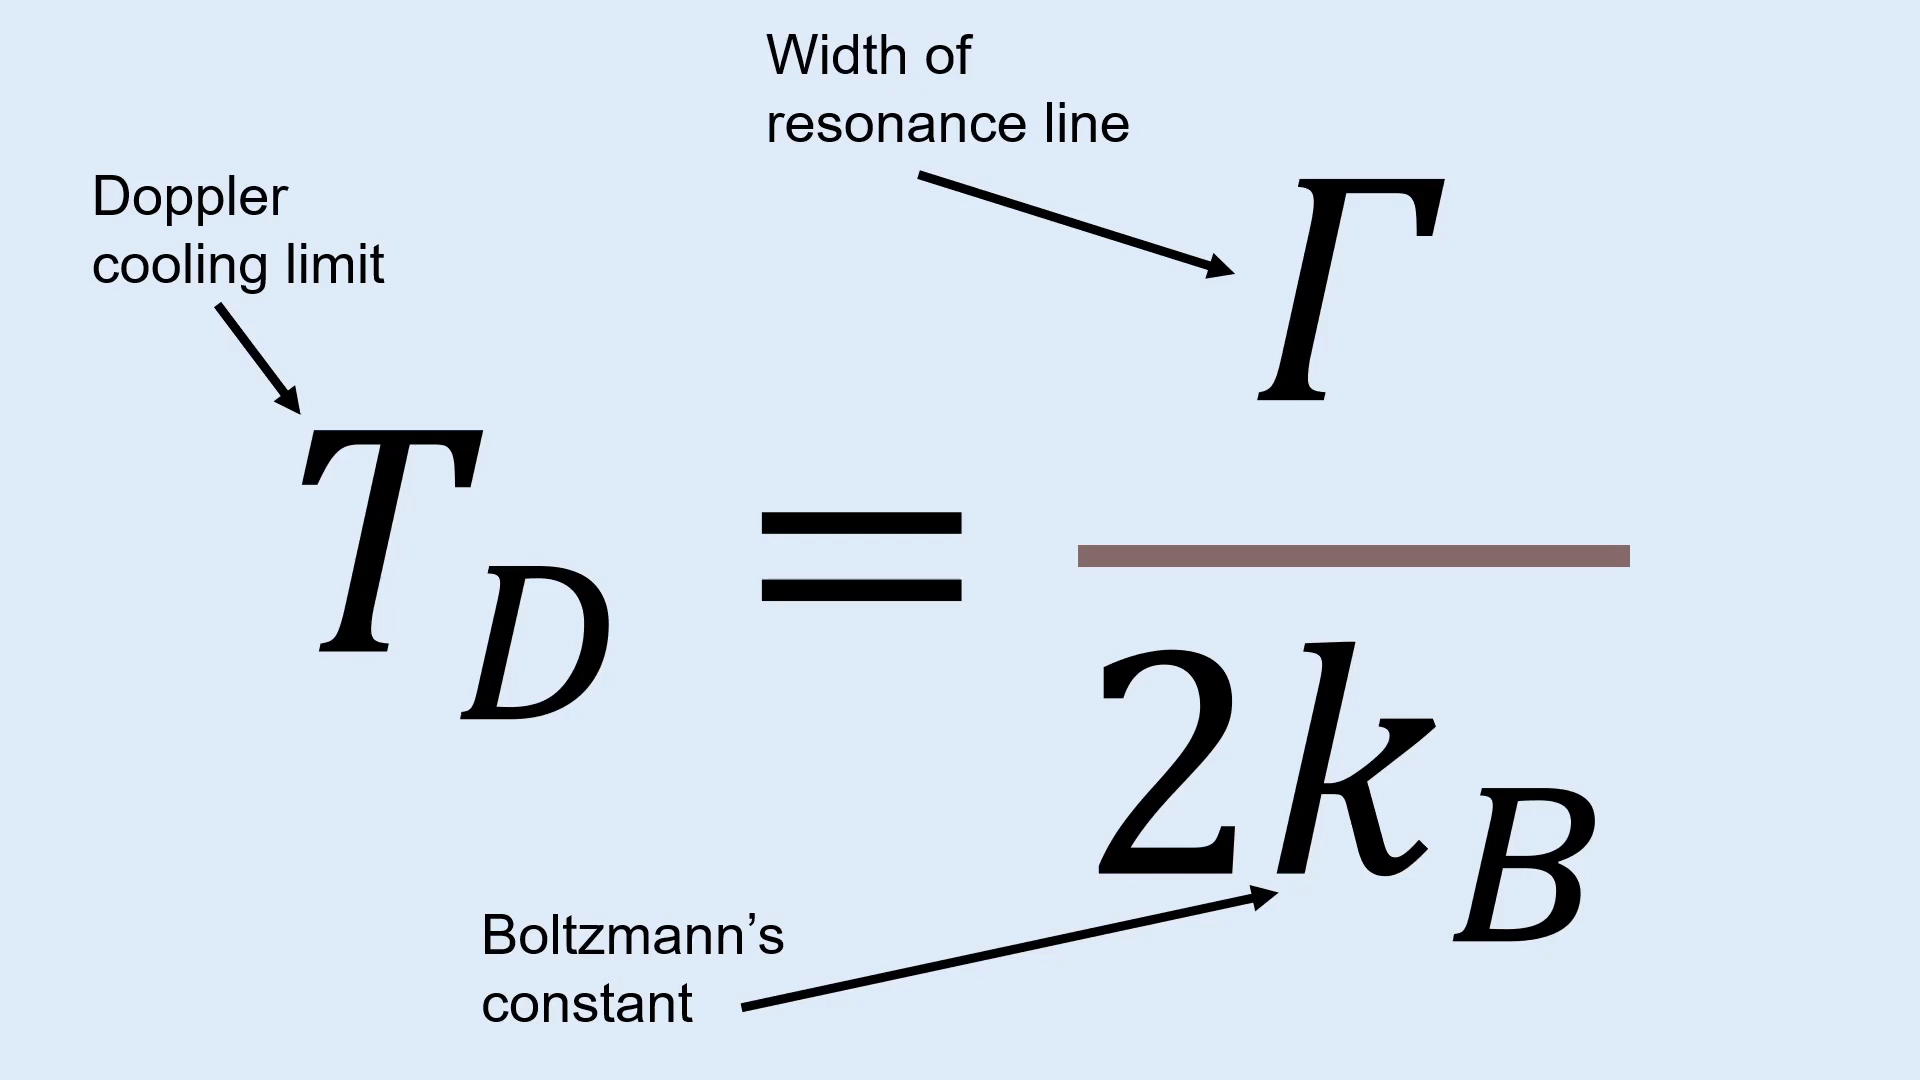 Width of
resonance line
Doppler
cooling limit
T_D = Γ / 2k_B
Boltzmann’s
constant